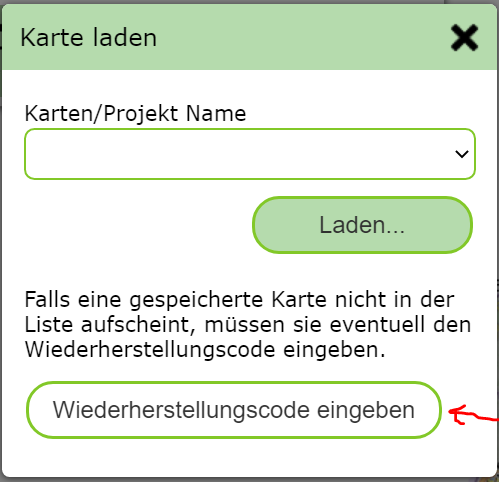 Karte laden
Karten/Projekt Name
Laden...
Falls eine gespeicherte Karte nicht in der
Liste aufscheint, müssen sie eventuell den
Wiederherstellungscode eingeben.
Wiederherstellungscode eingeben